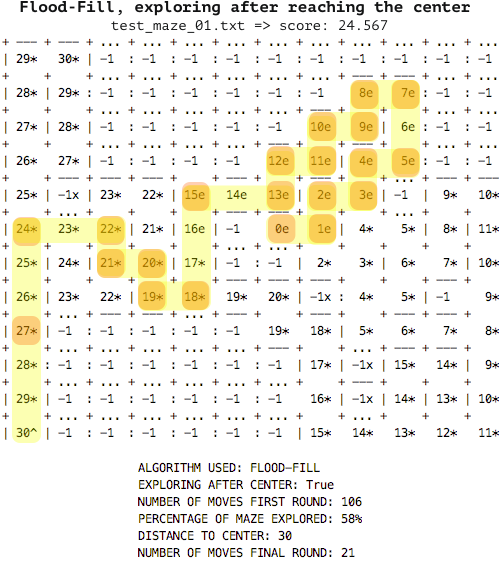 Flood-Fill, exploring after reaching the center
test_maze_01.txt => score: 24.567
+ --- + --- + ... + ... + ... + ... + --- + --- + --- + --- + --- + ---
| 29* | 30* | -1 : -1 : -1 : -1 : -1 : -1 : -1 : -1 : -1 : -1
+ + + ... + ... + ... + ... + ... + ... + --- + --- + ... + ...
| 28* | 29* : -1 : -1 : -1 : -1 : -1 : -1 | 8e 7e | -1 : -1
+ + + ... + ... + ... + ... + ... + --- + + + ... + ...
| 27* | 28* | -1 : -1 : -1 : -1 : -1 | 10e 9e | 6e | -1 : -1
+ + + ... + ... + ... + ... + --- + --- + --- + + ... + ...
| 26* | 27* | -1 : -1 : -1 : -1 | 12e 11e | 4e 5e : -1 : -1
+ + --- + ... + ... + --- + --- + + --- + + --- + --- + ---
| 25* | -1x | 23* 22* | 15e 14e 13e | 2e 3e | -1 | 9* 10*
+ + ... + + + + --- + --- + + --- + ... + +
| 24* 23* 22* | 21* | 16e | -1 0e | 1e | 4* 5* | 8* | 11*
+ + + + + + ... + ... + --- + + + +
| 25* | 24* | 21* 20* | 17* | -1 : -1 | 2* 3* | 6* | 7* | 10*
+ + + + --- + + --- + --- + --- + + --- + +
| 26* | 23* 22* | 19* 18* | 19* 20* | -1x : 4* | 5* | -1 | 9*
+ + --- + --- + --- + ... + + + ... + + + --- +
| 27* | -1 : -1 : -1 : -1 : -1 | 19* | 18* | 5* | 6* | 7* | 8*
+ + ... + ... + ... + ... + ... + + + ... + --- + --- +
| 28* : -1 : -1 : -1 : -1 : -1 : -1 | 17* | -1x | 15* 14* | 9*
+ + ... + ... + ... + ... + ... + ... + + --- + + +
| 29* | -1 : -1 : -1 : -1 : -1 | 16* | -1x | 14* | 13* | 10*
+ + ... + ... + ... + ... + ... + ... + + ... + + +
| 30^ | -1 : -1 : -1 : -1 : -1 : -1 | 15* | 14* | 13* 12* | 11*
ALGORITHM USED: FLOOD-FILL
EXPLORING AFTER CENTER: True
NUMBER OF MOVES FIRST ROUND: 106
PERCENTAGE OF MAZE EXPLORED: 58%
DISTANCE TO CENTER: 30
NUMBER OF MOVES FINAL ROUND: 21